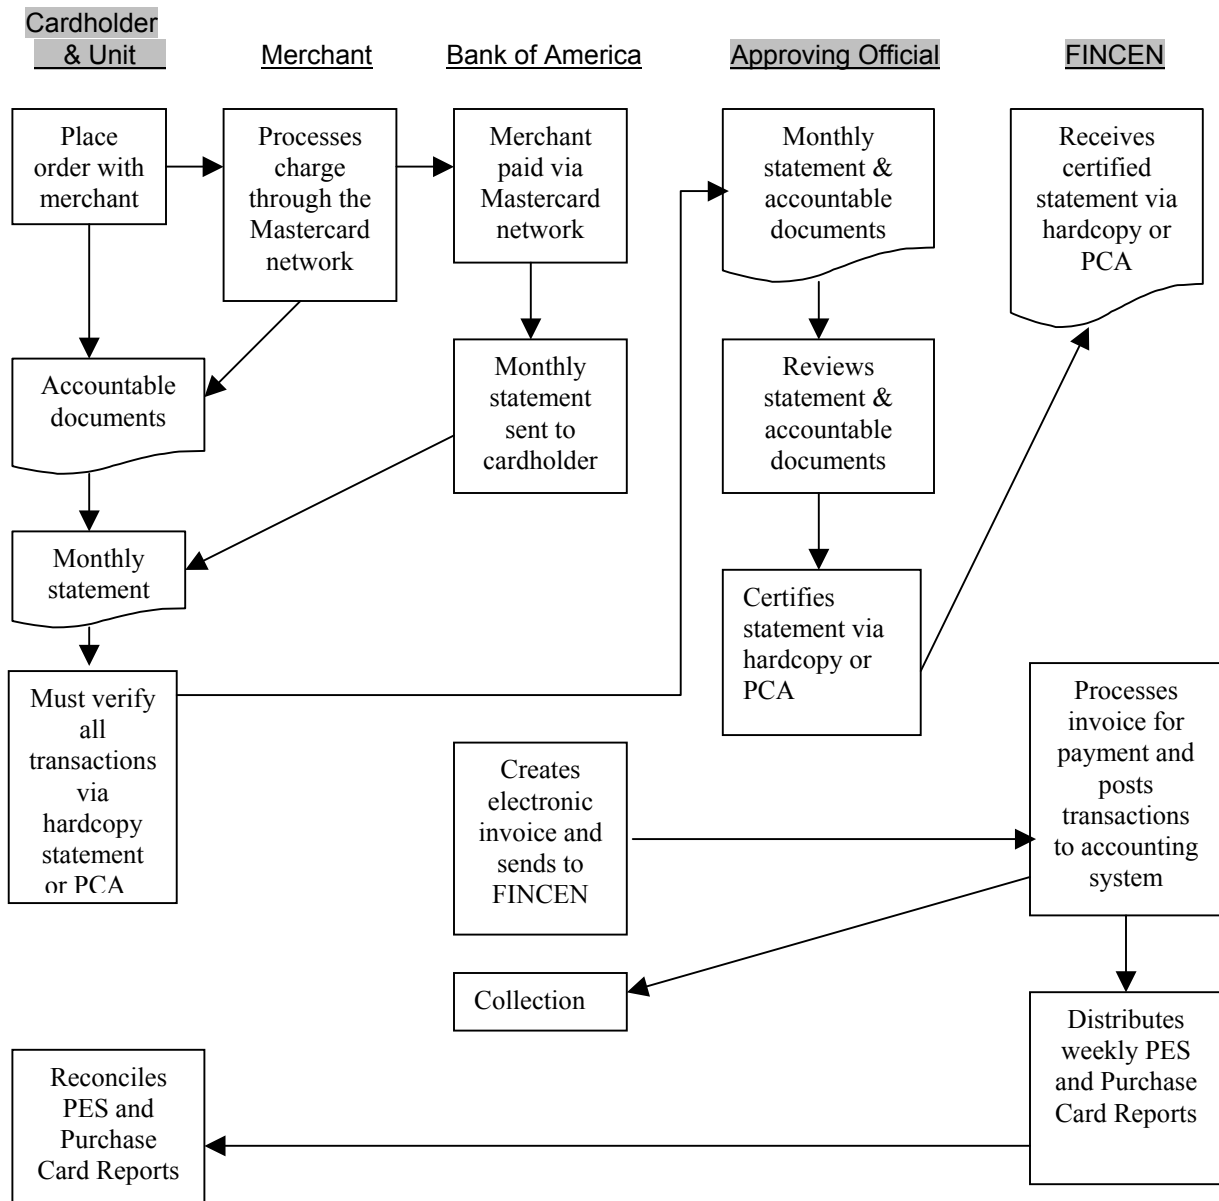 Cardholder
& Unit
Merchant
Bank of America
Approving Official
FINCEN
Place
order with
merchant
Processes
charge
through the
Mastercard
network
Merchant
paid via
Mastercard
network
Monthly
statement &
accountable
documents
Receives
certified
statement via
hardcopy or
PCA
Accountable
documents
Monthly
statement
sent to
cardholder
Reviews
statement &
accountable
documents
Monthly
statement
Certifies
statement via
hardcopy or
PCA
Must verify
all
transactions
via
hardcopy
statement
or PCA
Creates
electronic
invoice and
sends to
FINCEN
Processes
invoice for
payment and
posts
transactions
to accounting
system
Collection
Distributes
weekly PES
and Purchase
Card Reports
Reconciles
PES and
Purchase
Card Reports